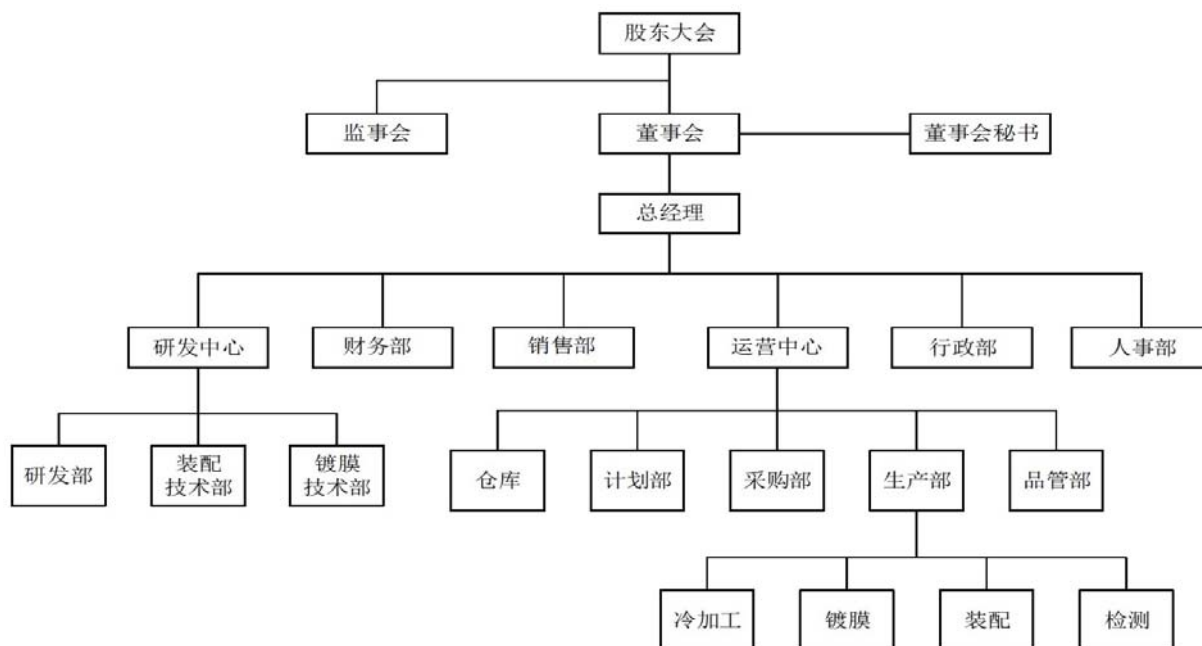 股东大会
监事会
董事会
董事会秘书
总经理
研发中心
财务部
销售部
运营中心
行政部
人事部
研发部
装配
技术部
镀膜
技术部
仓库
计划部
采购部
生产部
品管部
冷加工
镀膜
装配
检测